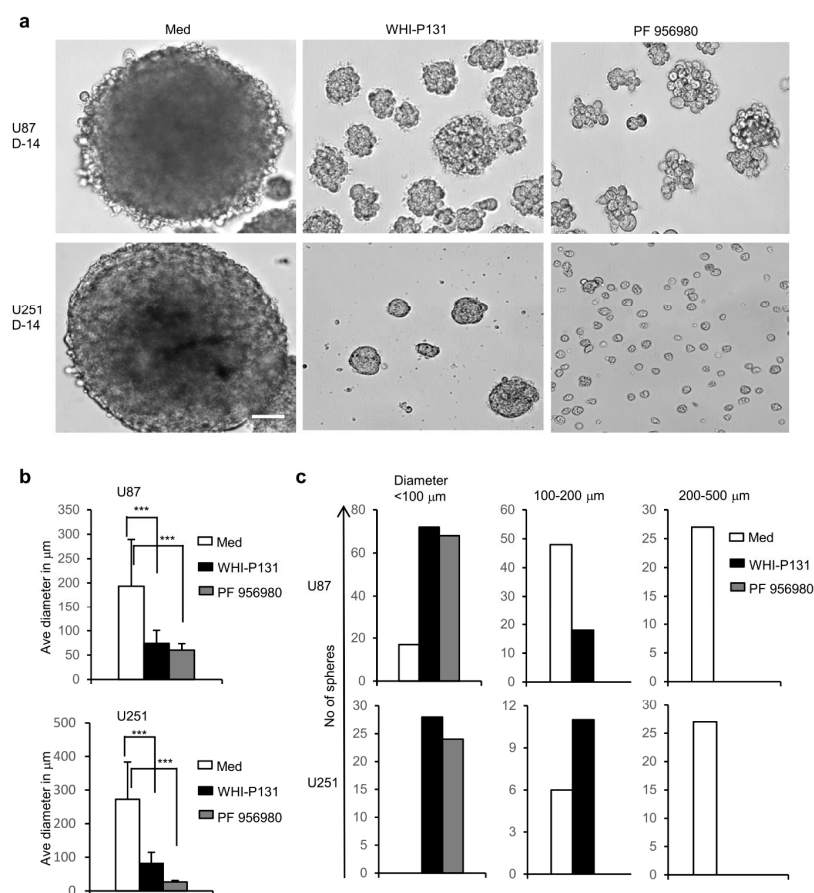 a
Med
WHI-P131
PF 956980
U87
D-14
U251
D-14
b
U87
Ave diameter in μm
350
300
250
200
150
100
50
0
***
***
Med
WHI-P131
PF 956980
U251
Ave diameter in μm
500
400
300
200
100
0
***
***
Med
WHI-P131
PF 956980
c
Diameter
<100 μm
100-200 μm
200-500 μm
No of spheres
U87
80
60
40
20
0
60
50
40
30
20
10
0
30
25
20
15
10
5
0
Med
WHI-P131
PF 956980
U251
30
25
20
15
10
5
0
12
9
6
3
0
30
25
20
15
10
5
0